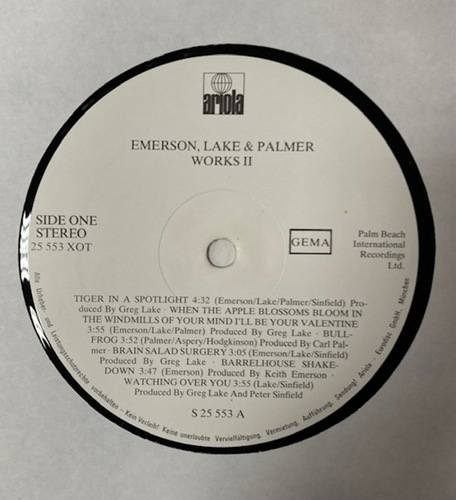 ariola
EMERSON, LAKE & PALMER
WORKS II
SIDE ONE
STEREO
25 553 XOT
GEMA
Palm Beach
International
Recordings
Ltd.
TIGER IN A SPOTLIGHT 4:32 (Emerson/Lake/Palmer/Sinfield) Pro-
duced By Greg Lake · WHEN THE APPLE BLOSSOMS BLOOM IN
THE WINDMILLS OF YOUR MIND I'LL BE YOUR VALENTINE
3:55 (Emerson/Lake/Palmer) Produced By Greg Lake · BULL-
FROG 3:52 (Palmer/Aspery/Hodgkinson) Produced By Carl Pal-
mer · BRAIN SALAD SURGERY 3:05 (Emerson/Lake/Sinfield)
Produced By Greg Lake · BARRELHOUSE SHAKE-
DOWN 3:47 (Emerson) Produced By Keith Emerson ·
WATCHING OVER YOU 3:55 (Lake/Sinfield)
Produced By Greg Lake And Peter Sinfield
S 25 553 A
Alle Urheber- und Leistungsschutzrechte vorbehalten - Kein Verleih! Keine unerlaubte Vervielfältigung, Vermietung, Aufführung, Sendung! Ariola - Eurodisc GmbH, München